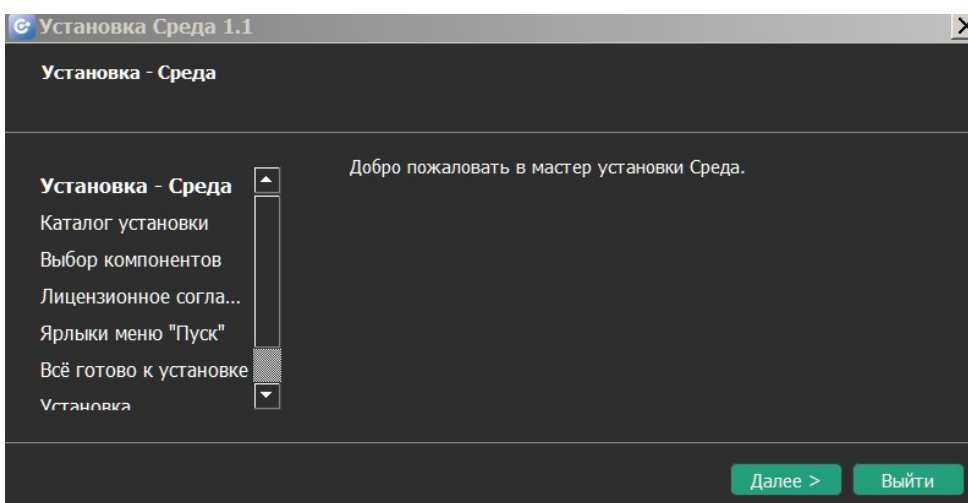 Установка Среда 1.1
Установка - Среда
Установка - Среда
Каталог установки
Выбор компонентов
Лицензионное согла...
Ярлыки меню "Пуск"
Всё готово к установке
Установка
Добро пожаловать в мастер установки Среда.
Далее >
Выйти